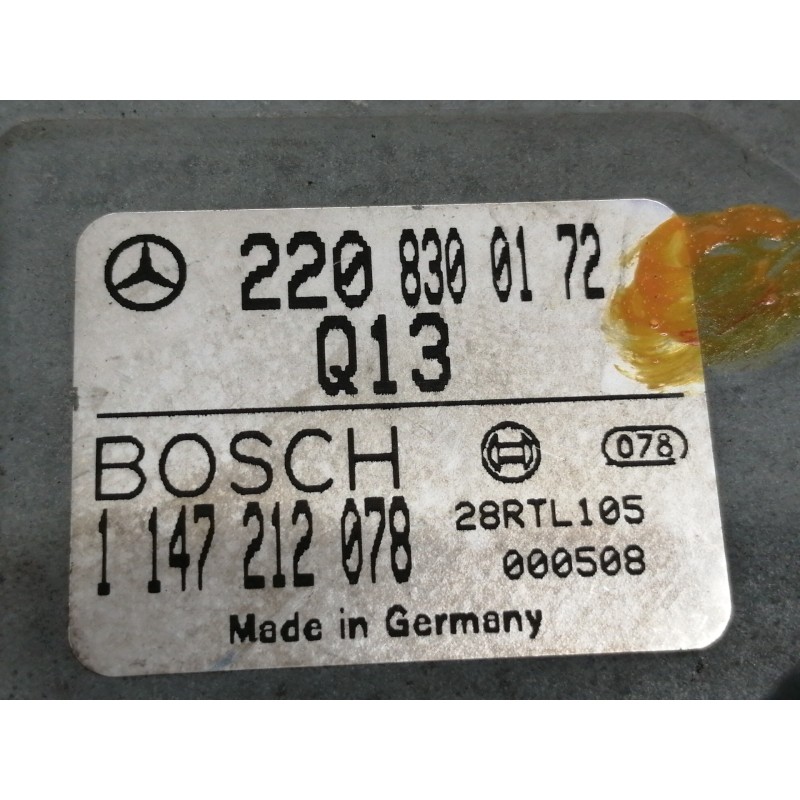 220 830 01 72
Q13
BOSCH 078
1 147 212 078 28RTL105
000508
Made in Germany